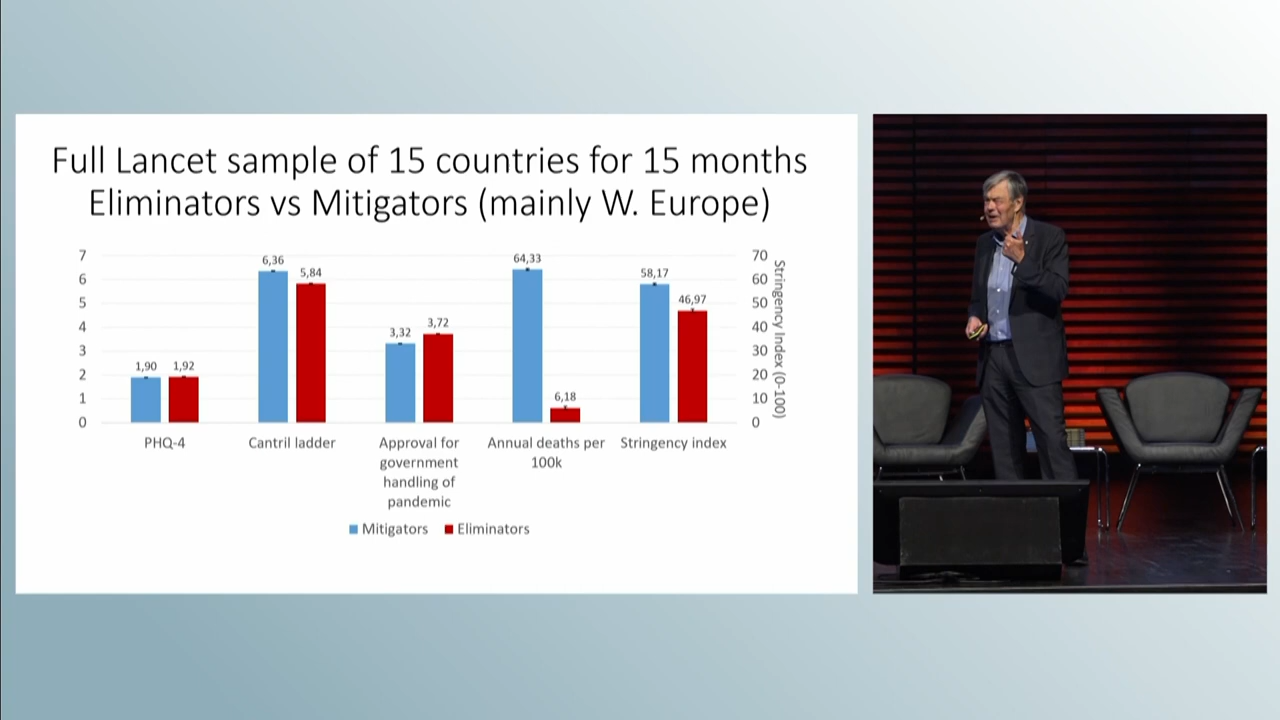 Full Lancet sample of 15 countries for 15 months
Eliminators vs Mitigators (mainly W. Europe)
7
6
5
4
3
2
1
0
1,90
1,92
6,36
5,84
3,32
3,72
64,33
6,18
58,17
46,97
70
60
50
40
30
20
10
0
Stringency Index (0-100)
PHQ-4
Cantril ladder
Approval for
government
handling of
pandemic
Annual deaths per
100k
Stringency index
Mitigators
Eliminators